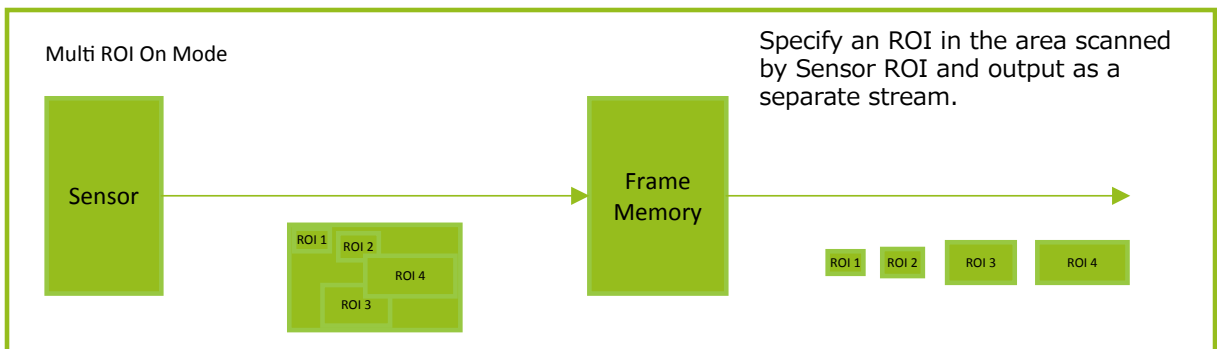 Multi ROI On Mode
Specify an ROI in the area scanned
by Sensor ROI and output as a
separate stream.
Sensor
Frame
Memory
ROI 1
ROI 2
ROI 4
ROI 3
ROI 1
ROI 2
ROI 3
ROI 4